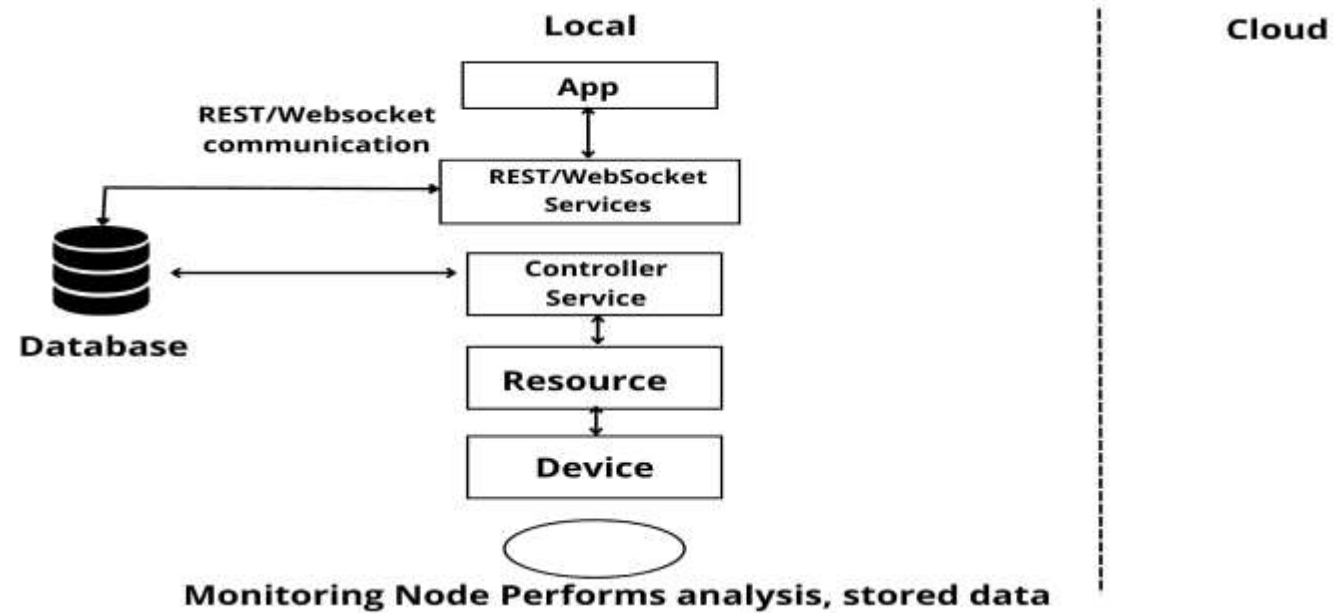 Local
Cloud
App
REST/Websocket
communication
REST/WebSocket
Services
Controller
Service
Database
Resource
Device
Monitoring Node Performs analysis, stored data